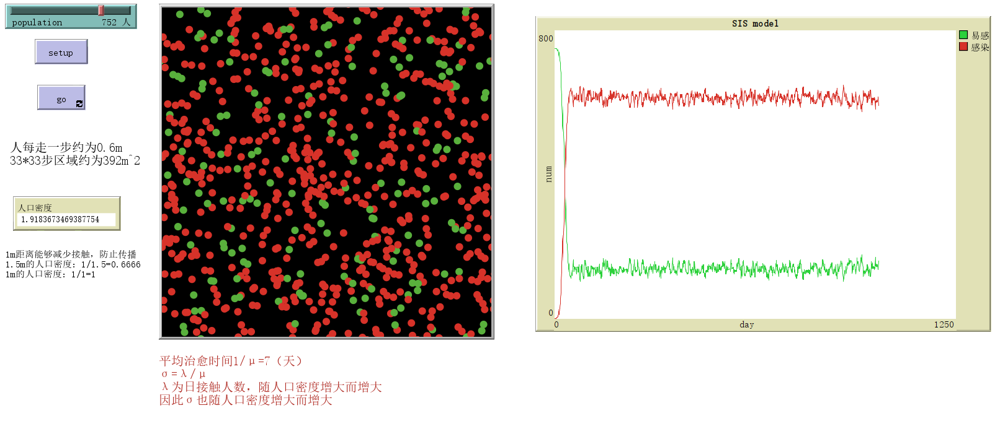 population 752 人
setup
go
人每走一步约为0.6m
33*33步区域约为392m^2
人口密度
1.9183673469387754
1m距离能够减少接触，防止传播
1.5m的人口密度：1/1.5=0.6666
1m的人口密度：1/1=1
平均治愈时间1/μ=7（天）
σ=λ/μ
λ为日接触人数，随人口密度增大而增大
因此σ也随人口密度增大而增大
SIS model
800
num
0
0 day 1250
易感
感染